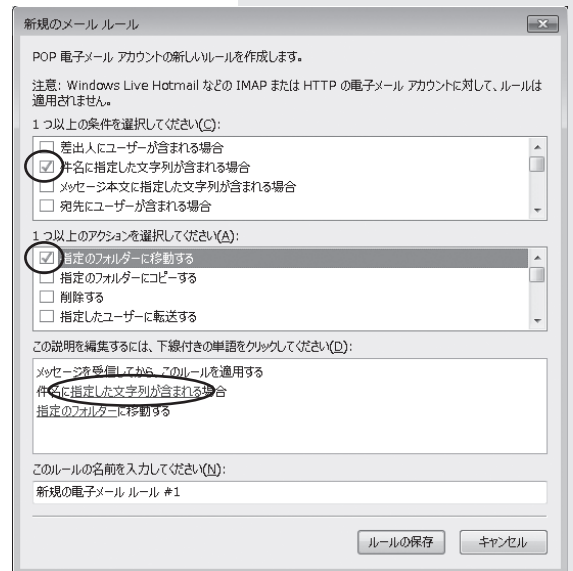 新規のメール ルール
POP 電子メール アカウントの新しいルールを作成します。
注意: Windows Live Hotmail などの IMAP または HTTP の電子メール アカウントに対して、ルールは
適用されません。
1 つ以上の条件を選択してください(C):
差出人にユーザーが含まれる場合
件名に指定した文字列が含まれる場合
メッセージ本文に指定した文字列が含まれる場合
宛先にユーザーが含まれる場合
1 つ以上のアクションを選択してください(A):
指定のフォルダーに移動する
指定のフォルダーにコピーする
削除する
指定したユーザーに転送する
この説明を編集するには、下線付きの単語をクリックしてください(D):
メッセージを受信してから、このルールを適用する
件名に指定した文字列が含まれる場合
指定のフォルダーに移動する
このルールの名前を入力してください(N):
新規の電子メール ルール #1
ルールの保存
キャンセル